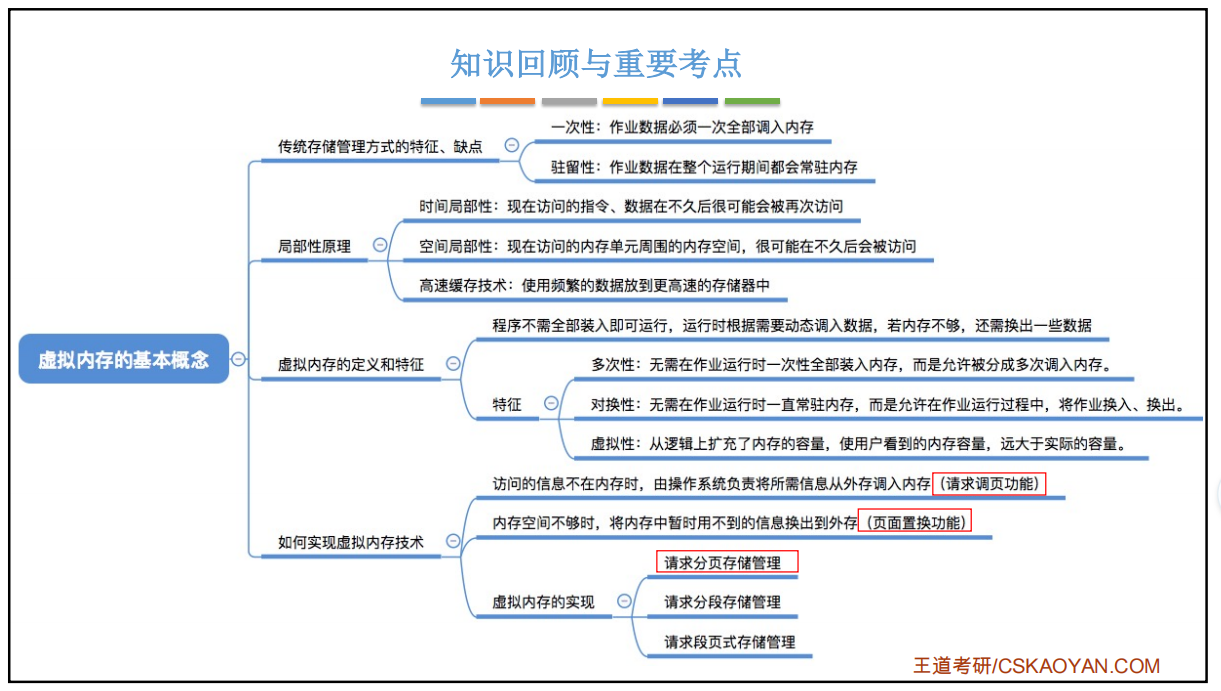 知识回顾与重要考点
传统存储管理方式的特征、缺点
一次性：作业数据必须一次全部调入内存
驻留性：作业数据在整个运行期间都会常驻内存
局部性原理
时间局部性：现在访问的指令、数据在不久后很可能会被再次访问
空间局部性：现在访问的内存单元周围的内存空间，很可能在不久后会被访问
高速缓存技术：使用频繁的数据放到更高速的存储器中
虚拟内存的基本概念
虚拟内存的定义和特征
程序不需全部装入即可运行，运行时根据需要动态调入数据，若内存不够，还需换出一些数据
特征
多次性：无需在作业运行时一次性全部装入内存，而是允许被分成多次调入内存。
对换性：无需在作业运行时一直常驻内存，而是允许在作业运行过程中，将作业换入、换出。
虚拟性：从逻辑上扩充了内存的容量，使用户看到的内存容量，远大于实际的容量。
如何实现虚拟内存技术
访问的信息不在内存时，由操作系统负责将所需信息从外存调入内存（请求调页功能）
内存空间不够时，将内存中暂时用不到的信息换出到外存（页面置换功能）
虚拟内存的实现
请求分页存储管理
请求分段存储管理
请求段页式存储管理
王道考研/CSKAOYAN.COM